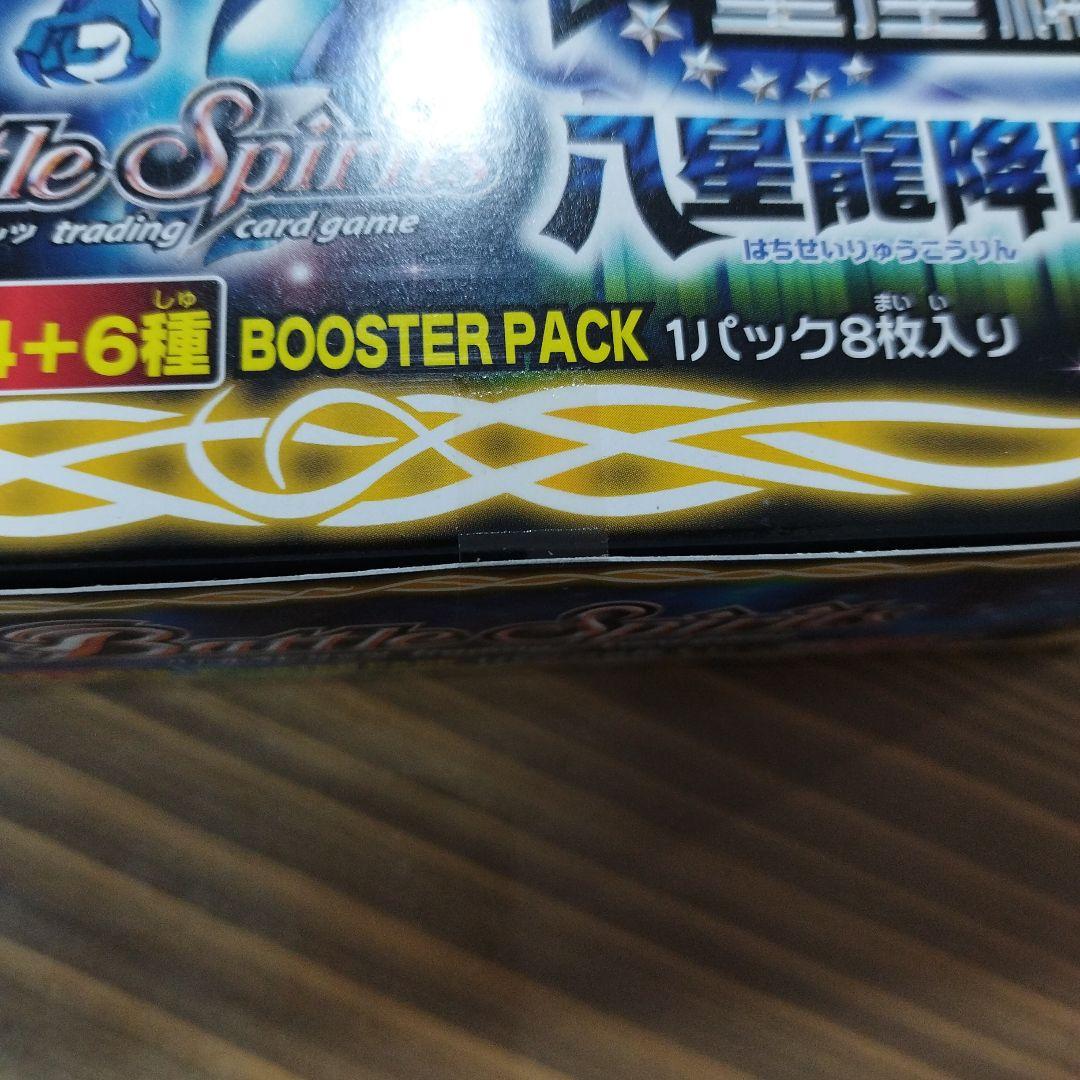 Battle Spirits
trading card game
八星龍降
はちせいりゅうこうりん
4+6種
しゅ
BOOSTER PACK
1パック8枚入り
まい い
Battle Spirits